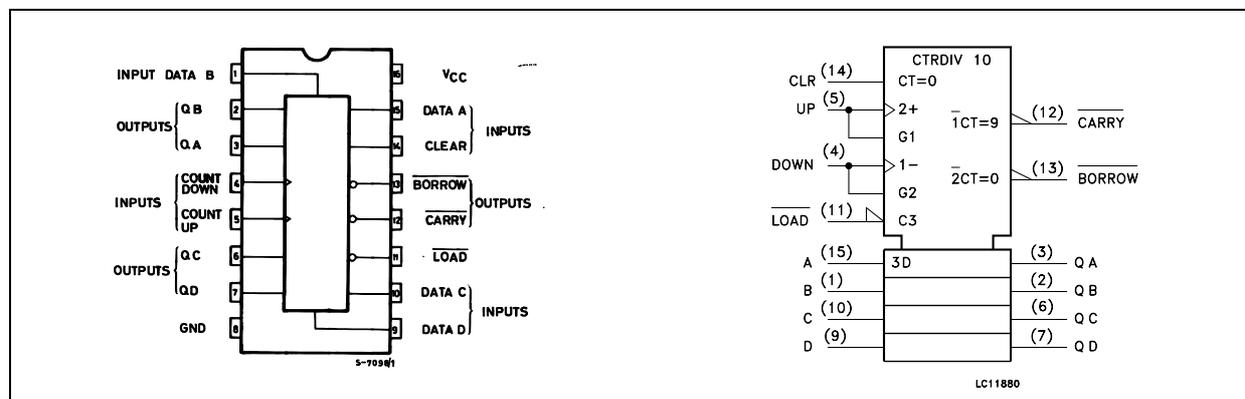 INPUT DATA B
1
16
VCC
OUTPUTS
QB
2
15
DATA A
INPUTS
QA
3
14
CLEAR
INPUTS
COUNT
DOWN
4
13
BORROW
OUTPUTS
COUNT
UP
5
12
CARRY
OUTPUTS
QC
6
11
LOAD
QD
7
10
DATA C
INPUTS
GND
8
9
DATA D
S-7098/1
CTRDIV 10
CLR (14) CT=0
UP (5) 2+
G1
1CT=9 (12) CARRY
DOWN (4) 1-
G2
2CT=0 (13) BORROW
LOAD (11) C3
A (15) 3D (3) QA
B (1) (2) QB
C (10) (6) QC
D (9) (7) QD
LC11880